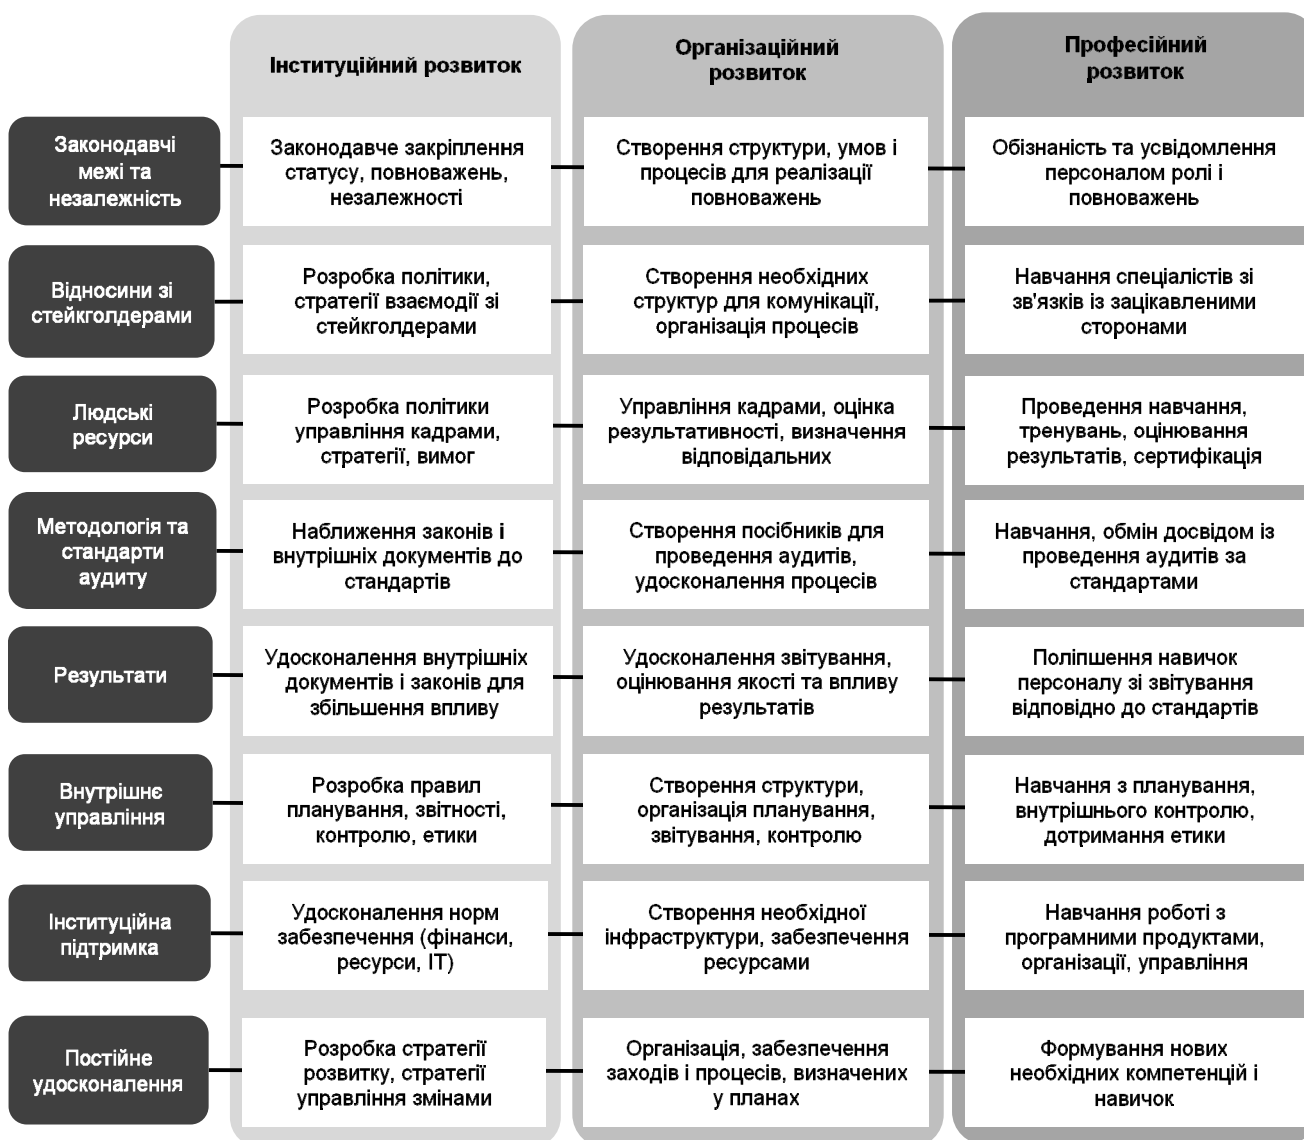 Інституційний розвиток
Організаційний
розвиток
Професійний
розвиток
Законодавчі
межі та
незалежність
Законодавче закріплення
статусу, повноважень,
незалежності
Створення структури, умов і
процесів для реалізації
повноважень
Обізнаність та усвідомлення
персоналом ролі і
повноважень
Відносини зі
стейкголдерами
Розробка політики,
стратегії взаємодії зі
стейкголдерами
Створення необхідних
структур для комунікації,
організація процесів
Навчання спеціалістів зі
зв'язків із зацікавленими
сторонами
Людські
ресурси
Розробка політики
управління кадрами,
стратегії, вимог
Управління кадрами, оцінка
результативності, визначення
відповідальних
Проведення навчання,
тренувань, оцінювання
результатів, сертифікація
Методологія та
стандарти
аудиту
Наближення законів і
внутрішніх документів до
стандартів
Створення посібників для
проведення аудитів,
удосконалення процесів
Навчання, обмін досвідом із
проведення аудитів за
стандартами
Результати
Удосконалення внутрішніх
документів і законів для
збільшення впливу
Удосконалення звітування,
оцінювання якості та впливу
результатів
Поліпшення навичок
персоналу зі звітування
відповідно до стандартів
Внутрішнє
управління
Розробка правил
планування, звітності,
контролю, етики
Створення структури,
організація планування,
звітування, контролю
Навчання з планування,
внутрішнього контролю,
дотримання етики
Інституційна
підтримка
Удосконалення норм
забезпечення (фінанси,
ресурси, ІТ)
Створення необхідної
інфраструктури, забезпечення
ресурсами
Навчання роботі з
програмними продуктами,
організації, управління
Постійне
удосконалення
Розробка стратегії
розвитку, стратегії
управління змінами
Організація, забезпечення
заходів і процесів, визначених
у планах
Формування нових
необхідних компетенцій і
навичок